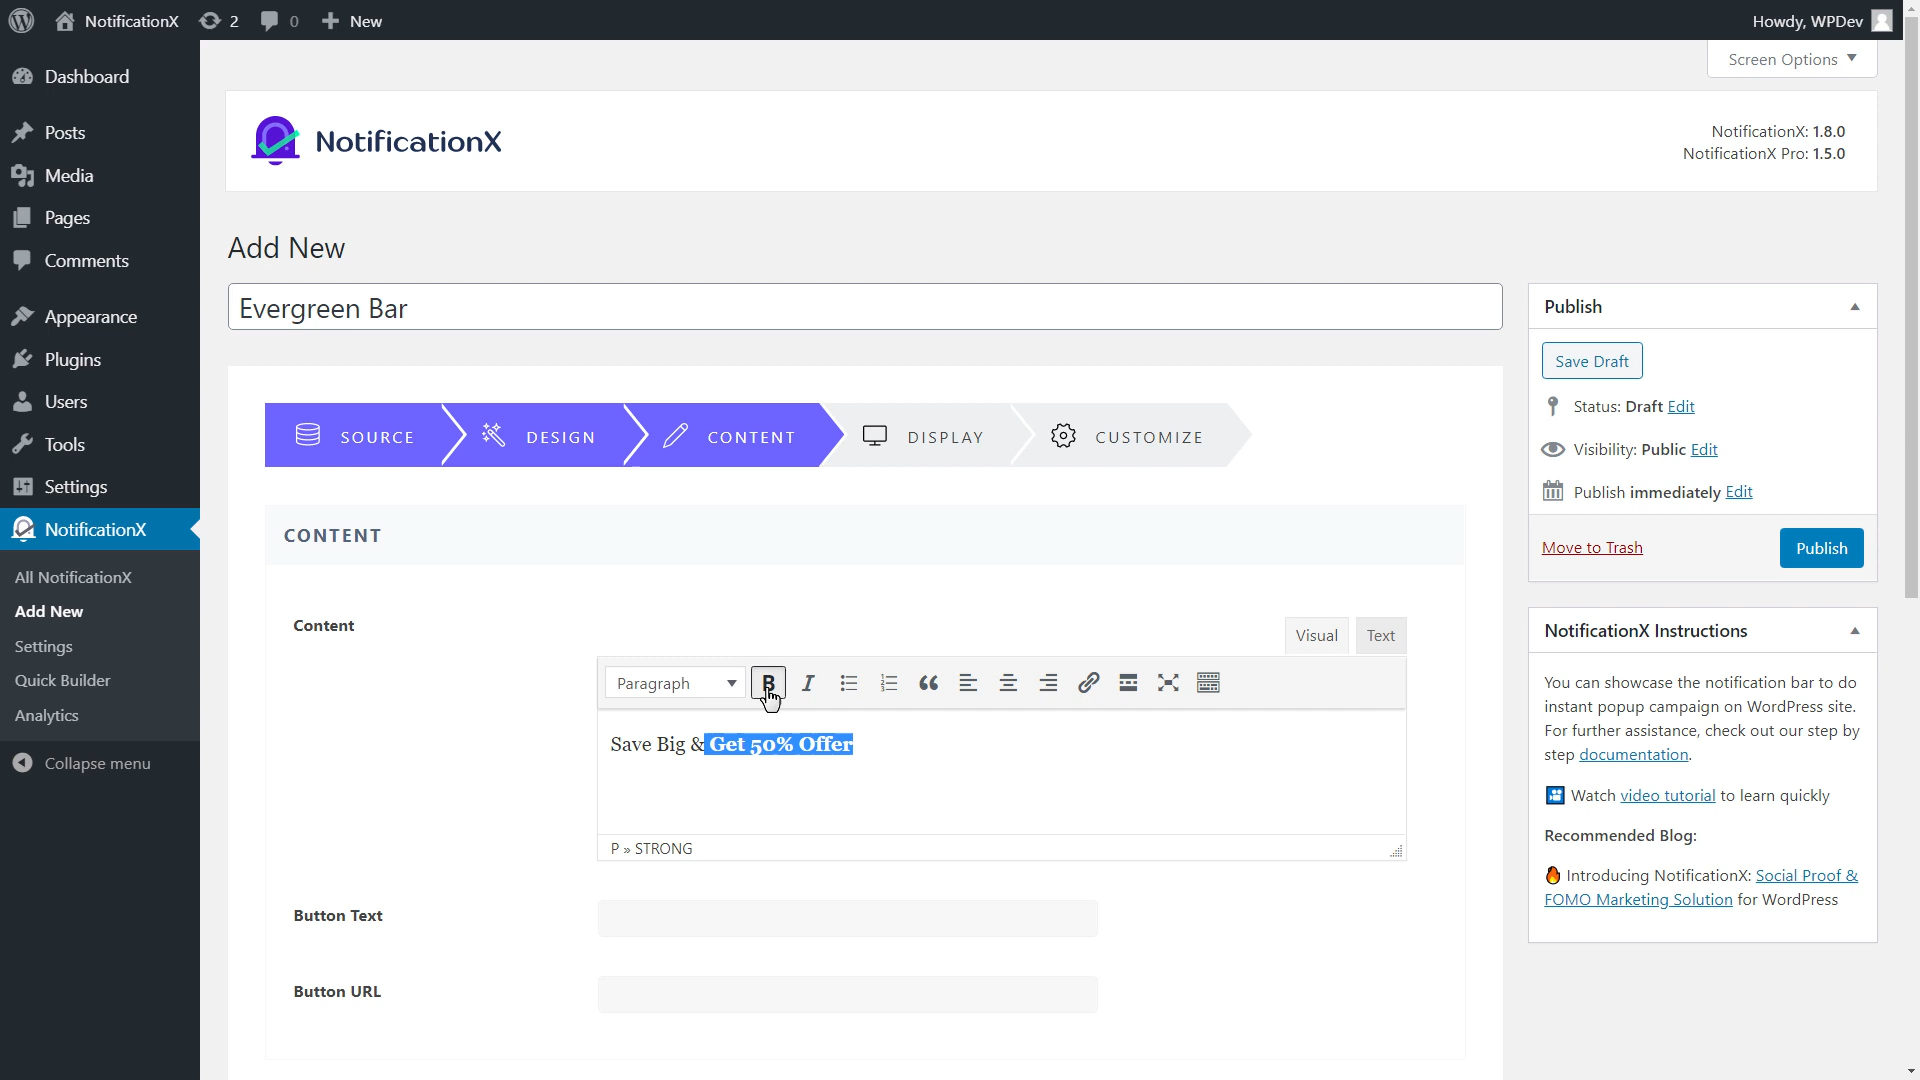 NotificationX 2 0 New Howdy, WPDev
Screen Options
Dashboard
Posts
Media
Pages
Comments
Appearance
Plugins
Users
Tools
Settings
NotificationX
All NotificationX
Add New
Settings
Quick Builder
Analytics
Collapse menu
NotificationX
NotificationX: 1.8.0
NotificationX Pro: 1.5.0
Add New
Evergreen Bar
SOURCE DESIGN CONTENT DISPLAY CUSTOMIZE
CONTENT
Content
Visual Text
Paragraph B I
Save Big & Get 50% Offer
P » STRONG
Button Text
Button URL
Publish
Save Draft
Status: Draft Edit
Visibility: Public Edit
Publish immediately Edit
Move to Trash Publish
NotificationX Instructions
You can showcase the notification bar to do
instant popup campaign on WordPress site.
For further assistance, check out our step by
step documentation.
Watch video tutorial to learn quickly
Recommended Blog:
Introducing NotificationX: Social Proof &
FOMO Marketing Solution for WordPress